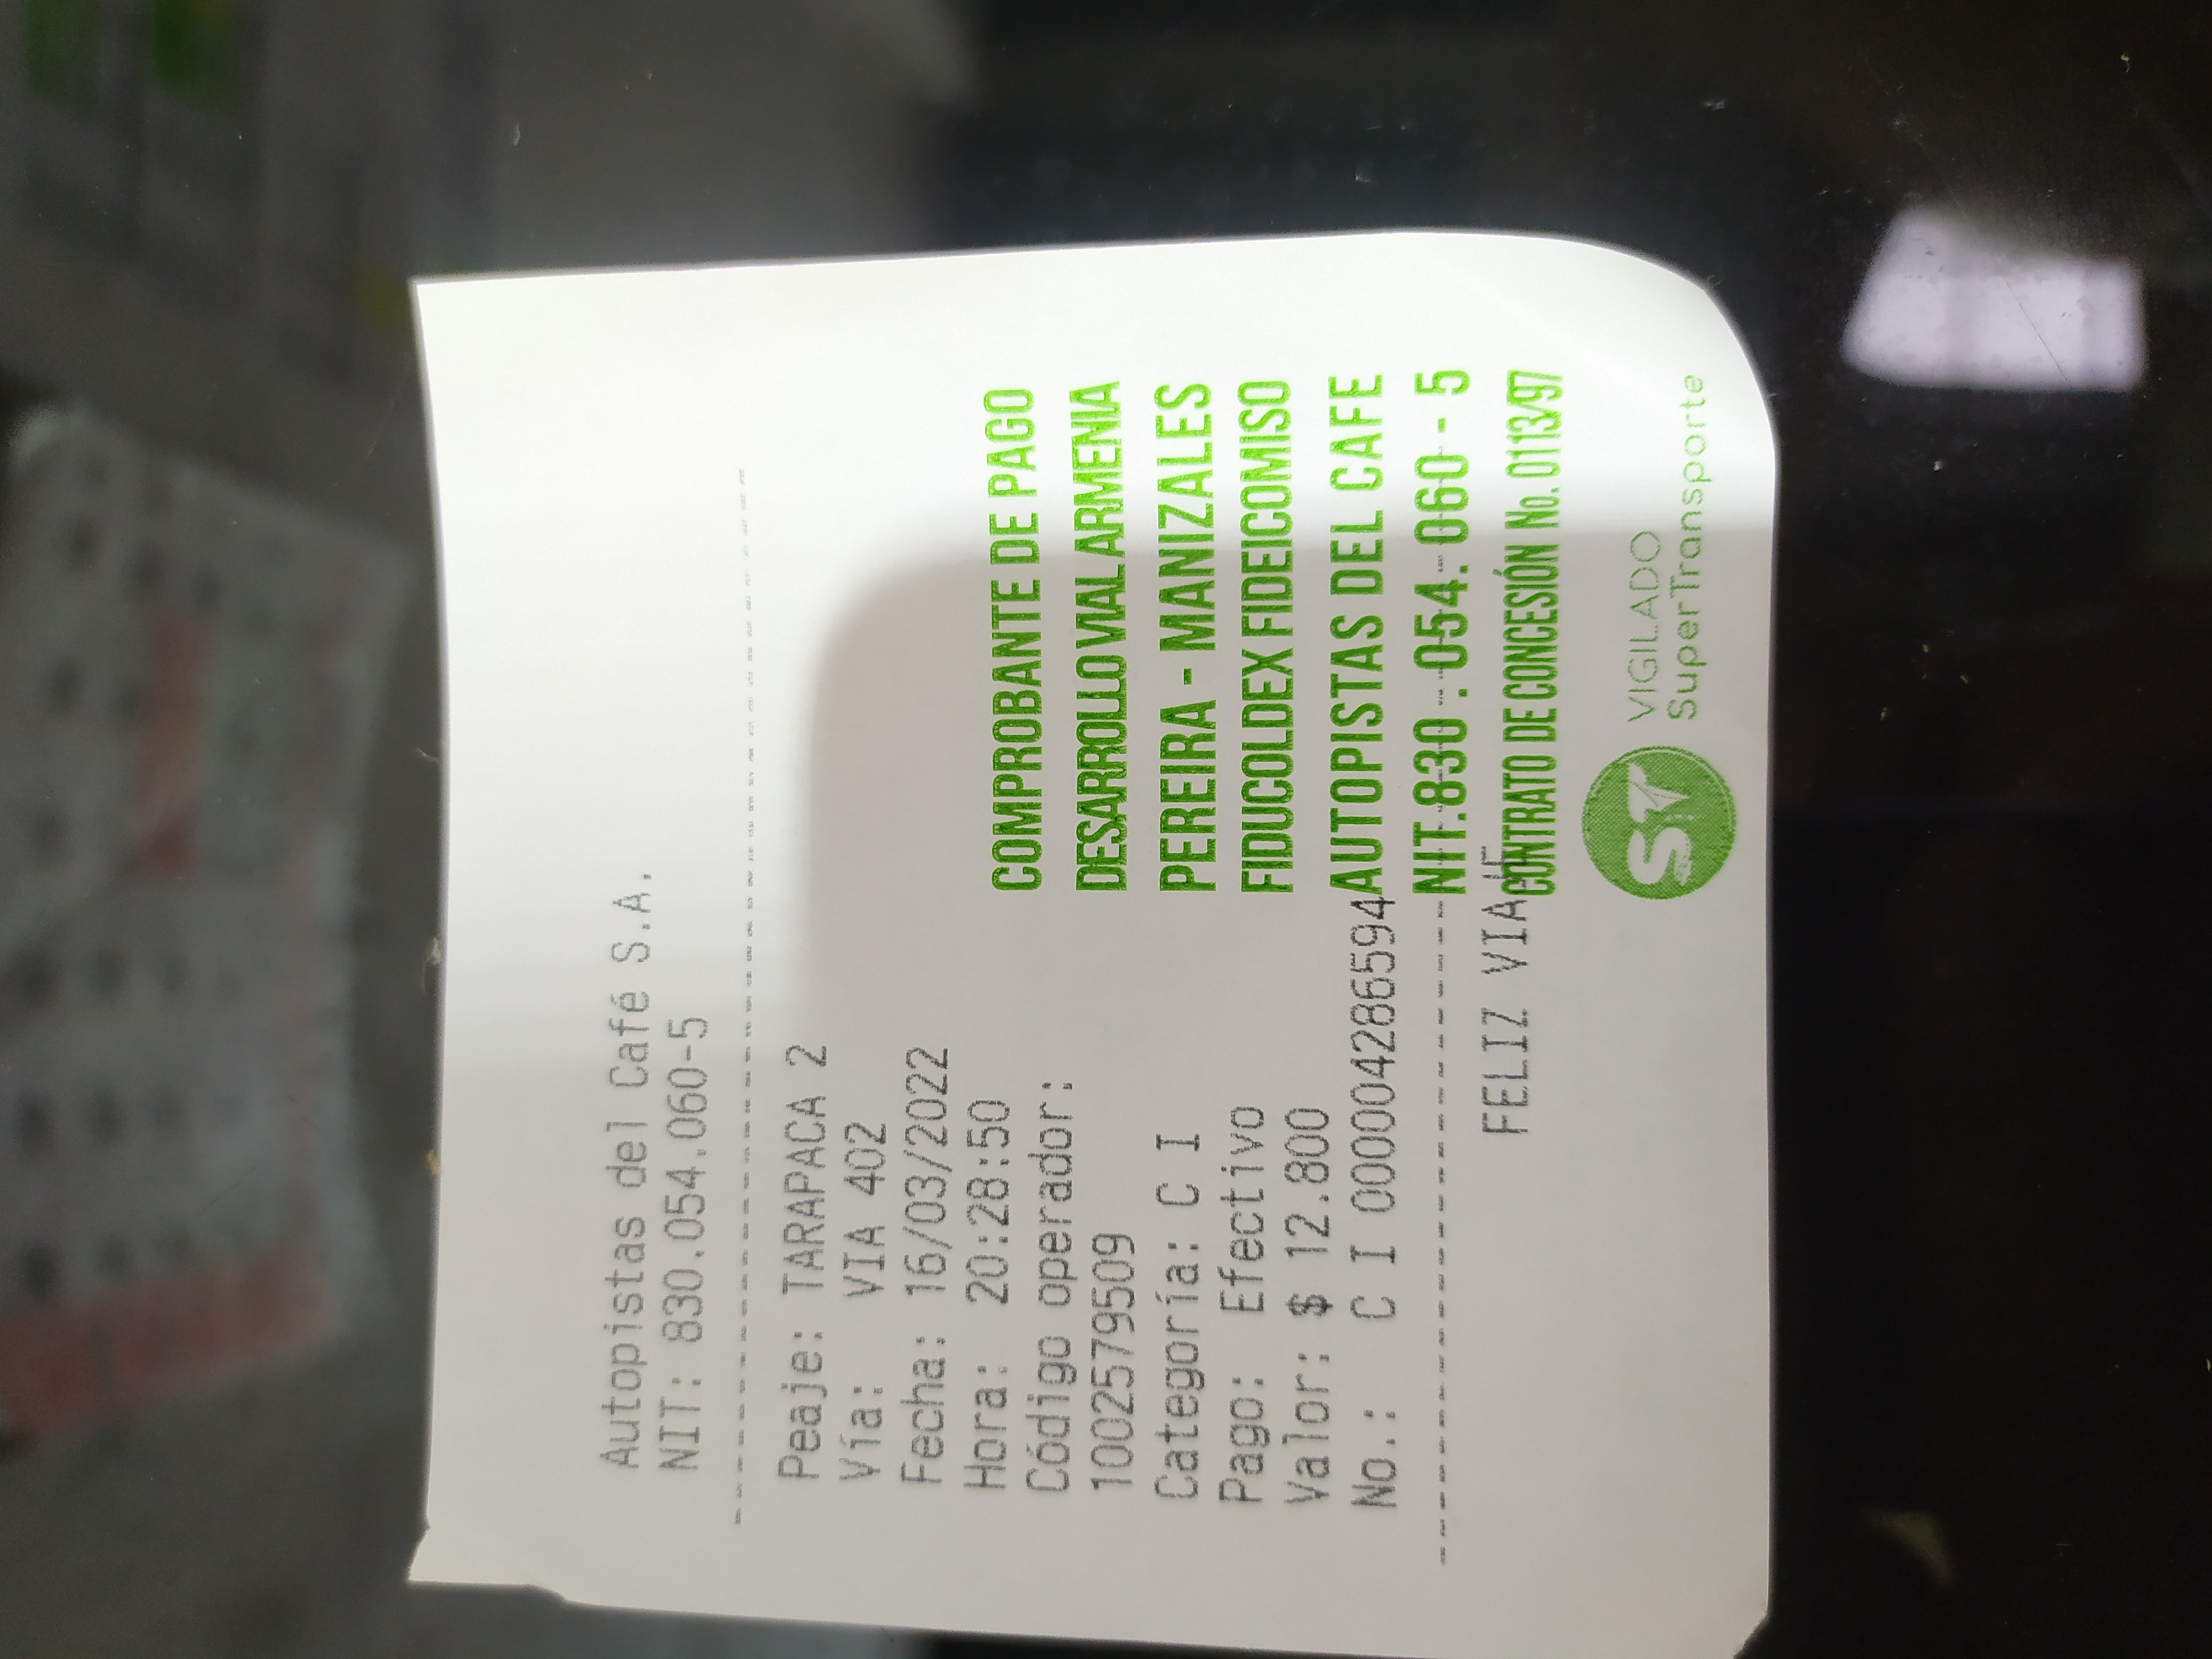 Autopistas del Café S.A.
NIT: 830.054.060-5
Peaje: TARAPACA 2
Vía: VIA 402
Fecha: 16/03/2022
Hora: 20:28:50
Código operador:
1002579509
Categoría: C I
Pago: Efectivo
Valor: $ 12.800
No.: C I 000004286594
FELIZ VIAJE
COMPROBANTE DE PAGO
DESARROLLO VIAL ARMENIA
PEREIRA - MANIZALES
FIDUCOLDEX FIDEICOMISO
AUTOPISTAS DEL CAFE
NIT.830.054.060-5
CONTRATO DE CONCESIÓN No. 0113/97
ST
VIGILADO
SuperTransporte